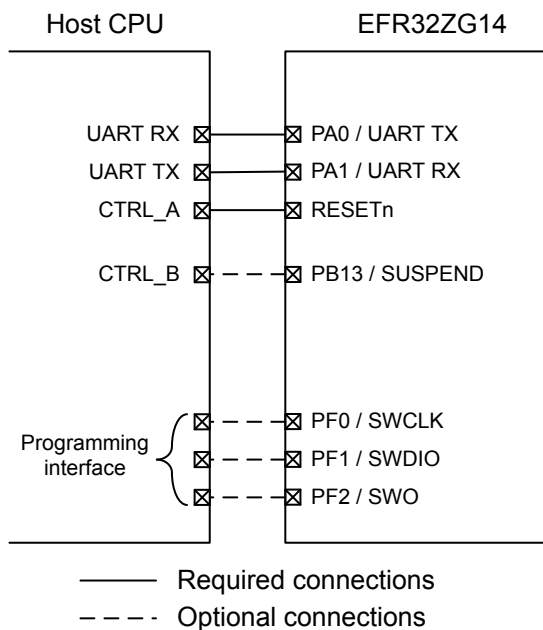 Host CPU EFR32ZG14
UART RX PA0 / UART TX
UART TX PA1 / UART RX
CTRL_A RESETn
CTRL_B PB13 / SUSPEND
PF0 / SWCLK
Programming
interface
PF1 / SWDIO
PF2 / SWO
Required connections
Optional connections